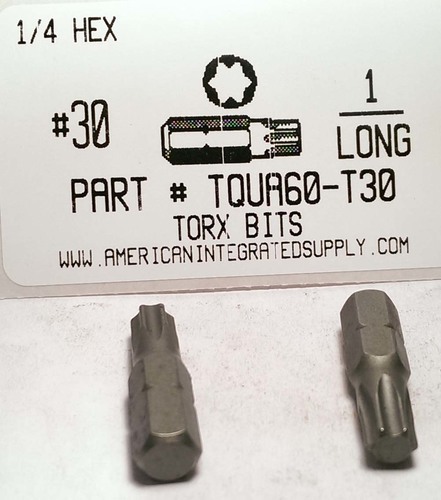 1/4 HEX
#30
1
LONG
PART # TQUA60-T30
TORX BITS
WWW.AMERICANINTEGRATEDSUPPLY.COM